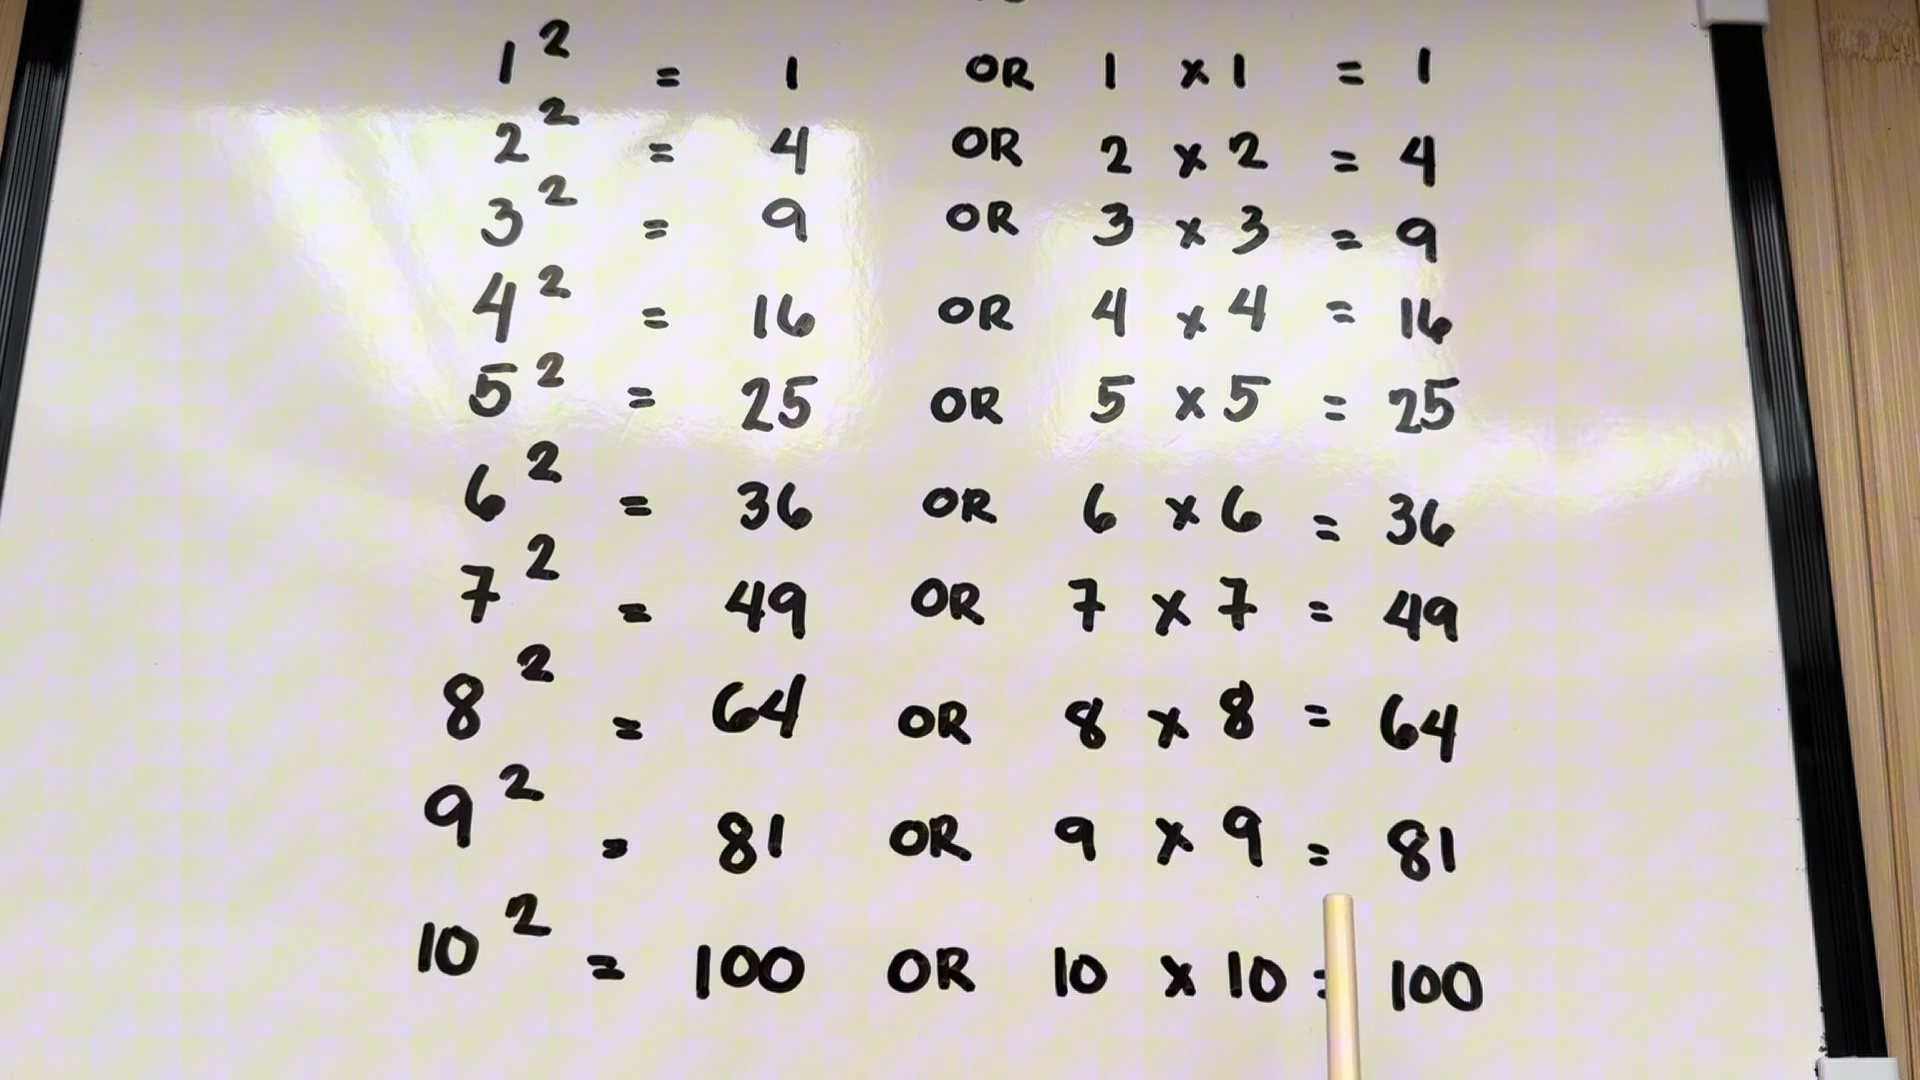 1² = 1 OR 1 x 1 = 1
2² = 4 OR 2 x 2 = 4
3² = 9 OR 3 x 3 = 9
4² = 16 OR 4 x 4 = 16
5² = 25 OR 5 x 5 = 25
6² = 36 OR 6 x 6 = 36
7² = 49 OR 7 x 7 = 49
8² = 64 OR 8 x 8 = 64
9² = 81 OR 9 x 9 = 81
10² = 100 OR 10 x 10 = 100